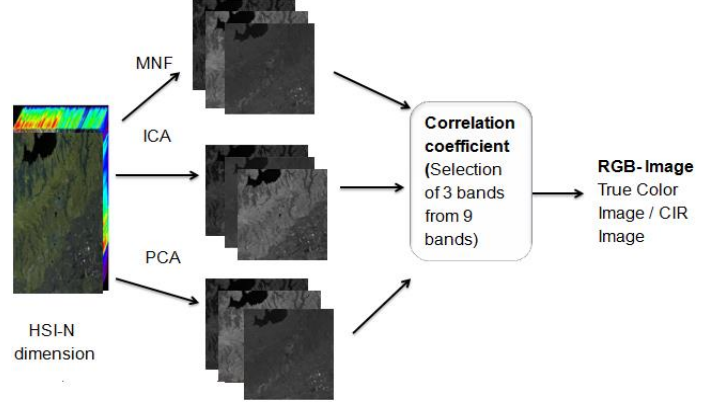 MNF
ICA
PCA
HSI-N
dimension
Correlation
coefficient
(Selection
of 3 bands
from 9
bands)
RGB-Image
True Color
Image / CIR
Image